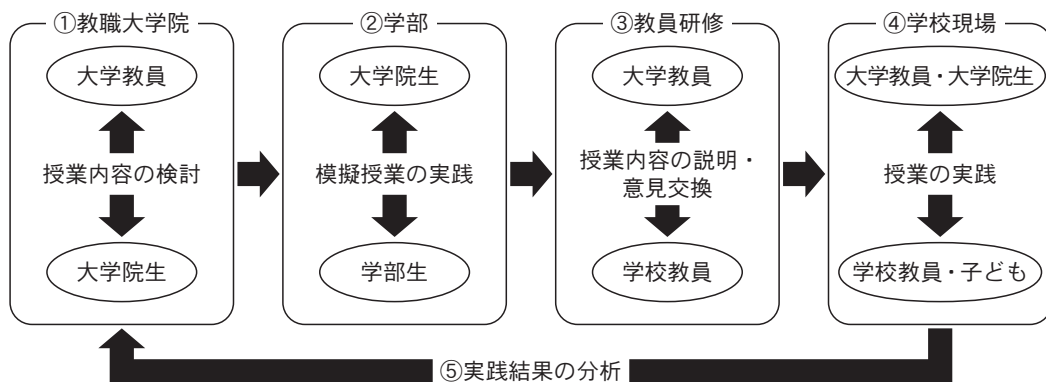 ①教職大学院
大学教員
授業内容の検討
大学院生
②学部
大学院生
模擬授業の実践
学部生
③教員研修
大学教員
授業内容の説明・
意見交換
学校教員
④学校現場
大学教員・大学院生
授業の実践
学校教員・子ども
⑤実践結果の分析